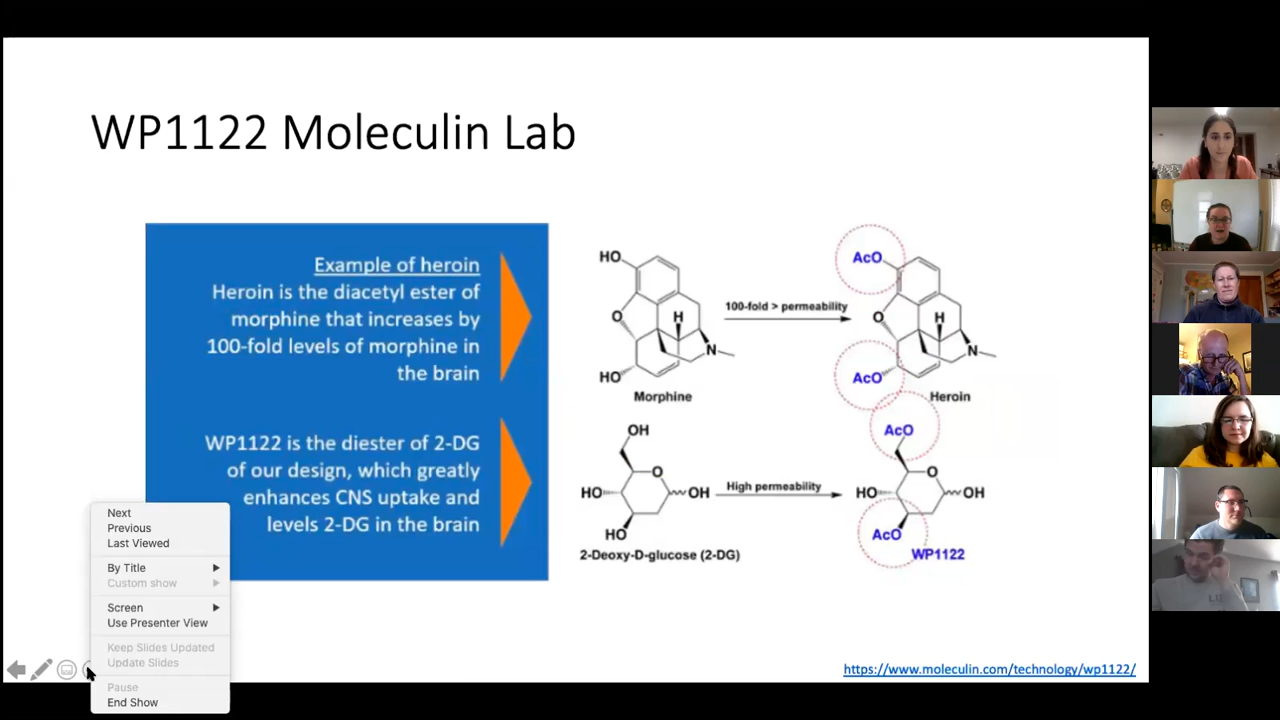 WP1122 Moleculin Lab
Example of heroin
Heroin is the diacetyl ester of
morphine that increases by
100-fold levels of morphine in
the brain
WP1122 is the diester of 2-DG
of our design, which greatly
enhances CNS uptake and
levels 2-DG in the brain
HO
O
H
N
HO
Morphine
100-fold > permeability
AcO
O
H
N
AcO
Heroin
OH
O
HO
OH
HO
2-Deoxy-D-glucose (2-DG)
High permeability
AcO
O
HO
OH
AcO
WP1122
Next
Previous
Last Viewed
By Title
Custom show
Screen
Use Presenter View
Keep Slides Updated
Update Slides
Pause
End Show
https://www.moleculin.com/technology/wp1122/